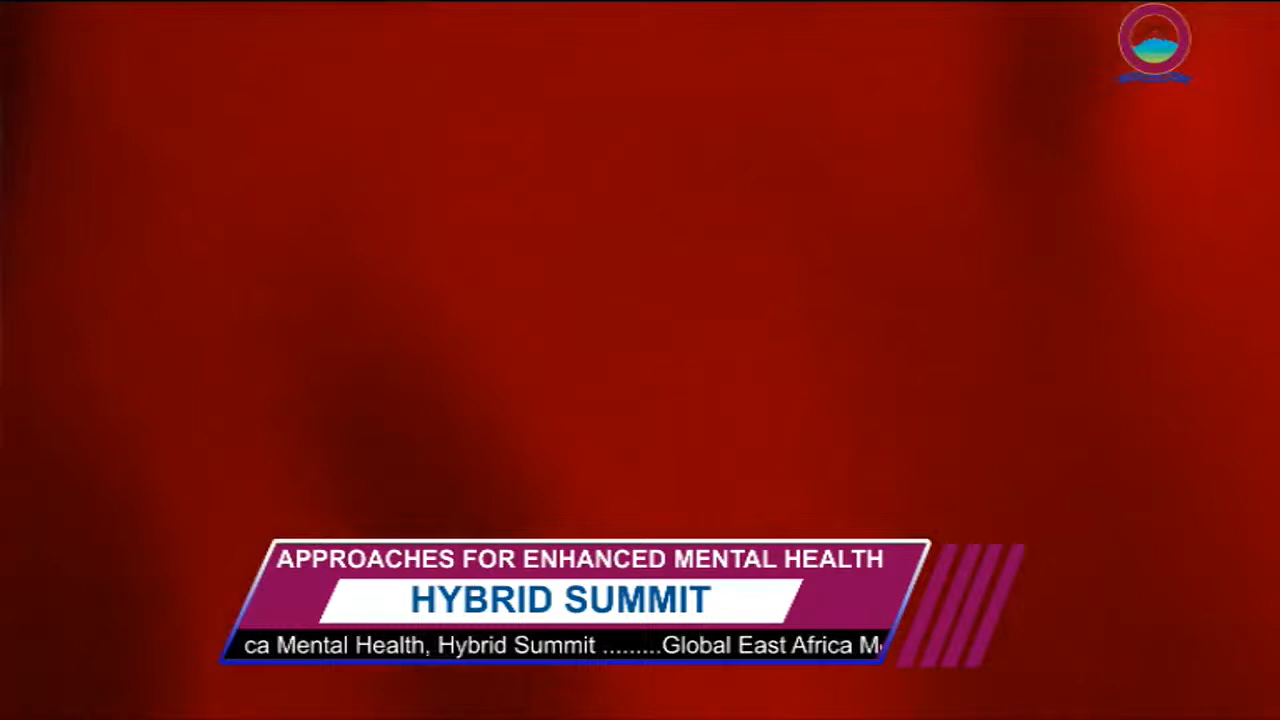 APPROACHES FOR ENHANCED MENTAL HEALTH
HYBRID SUMMIT
ca Mental Health, Hybrid Summit .........Global East Africa M